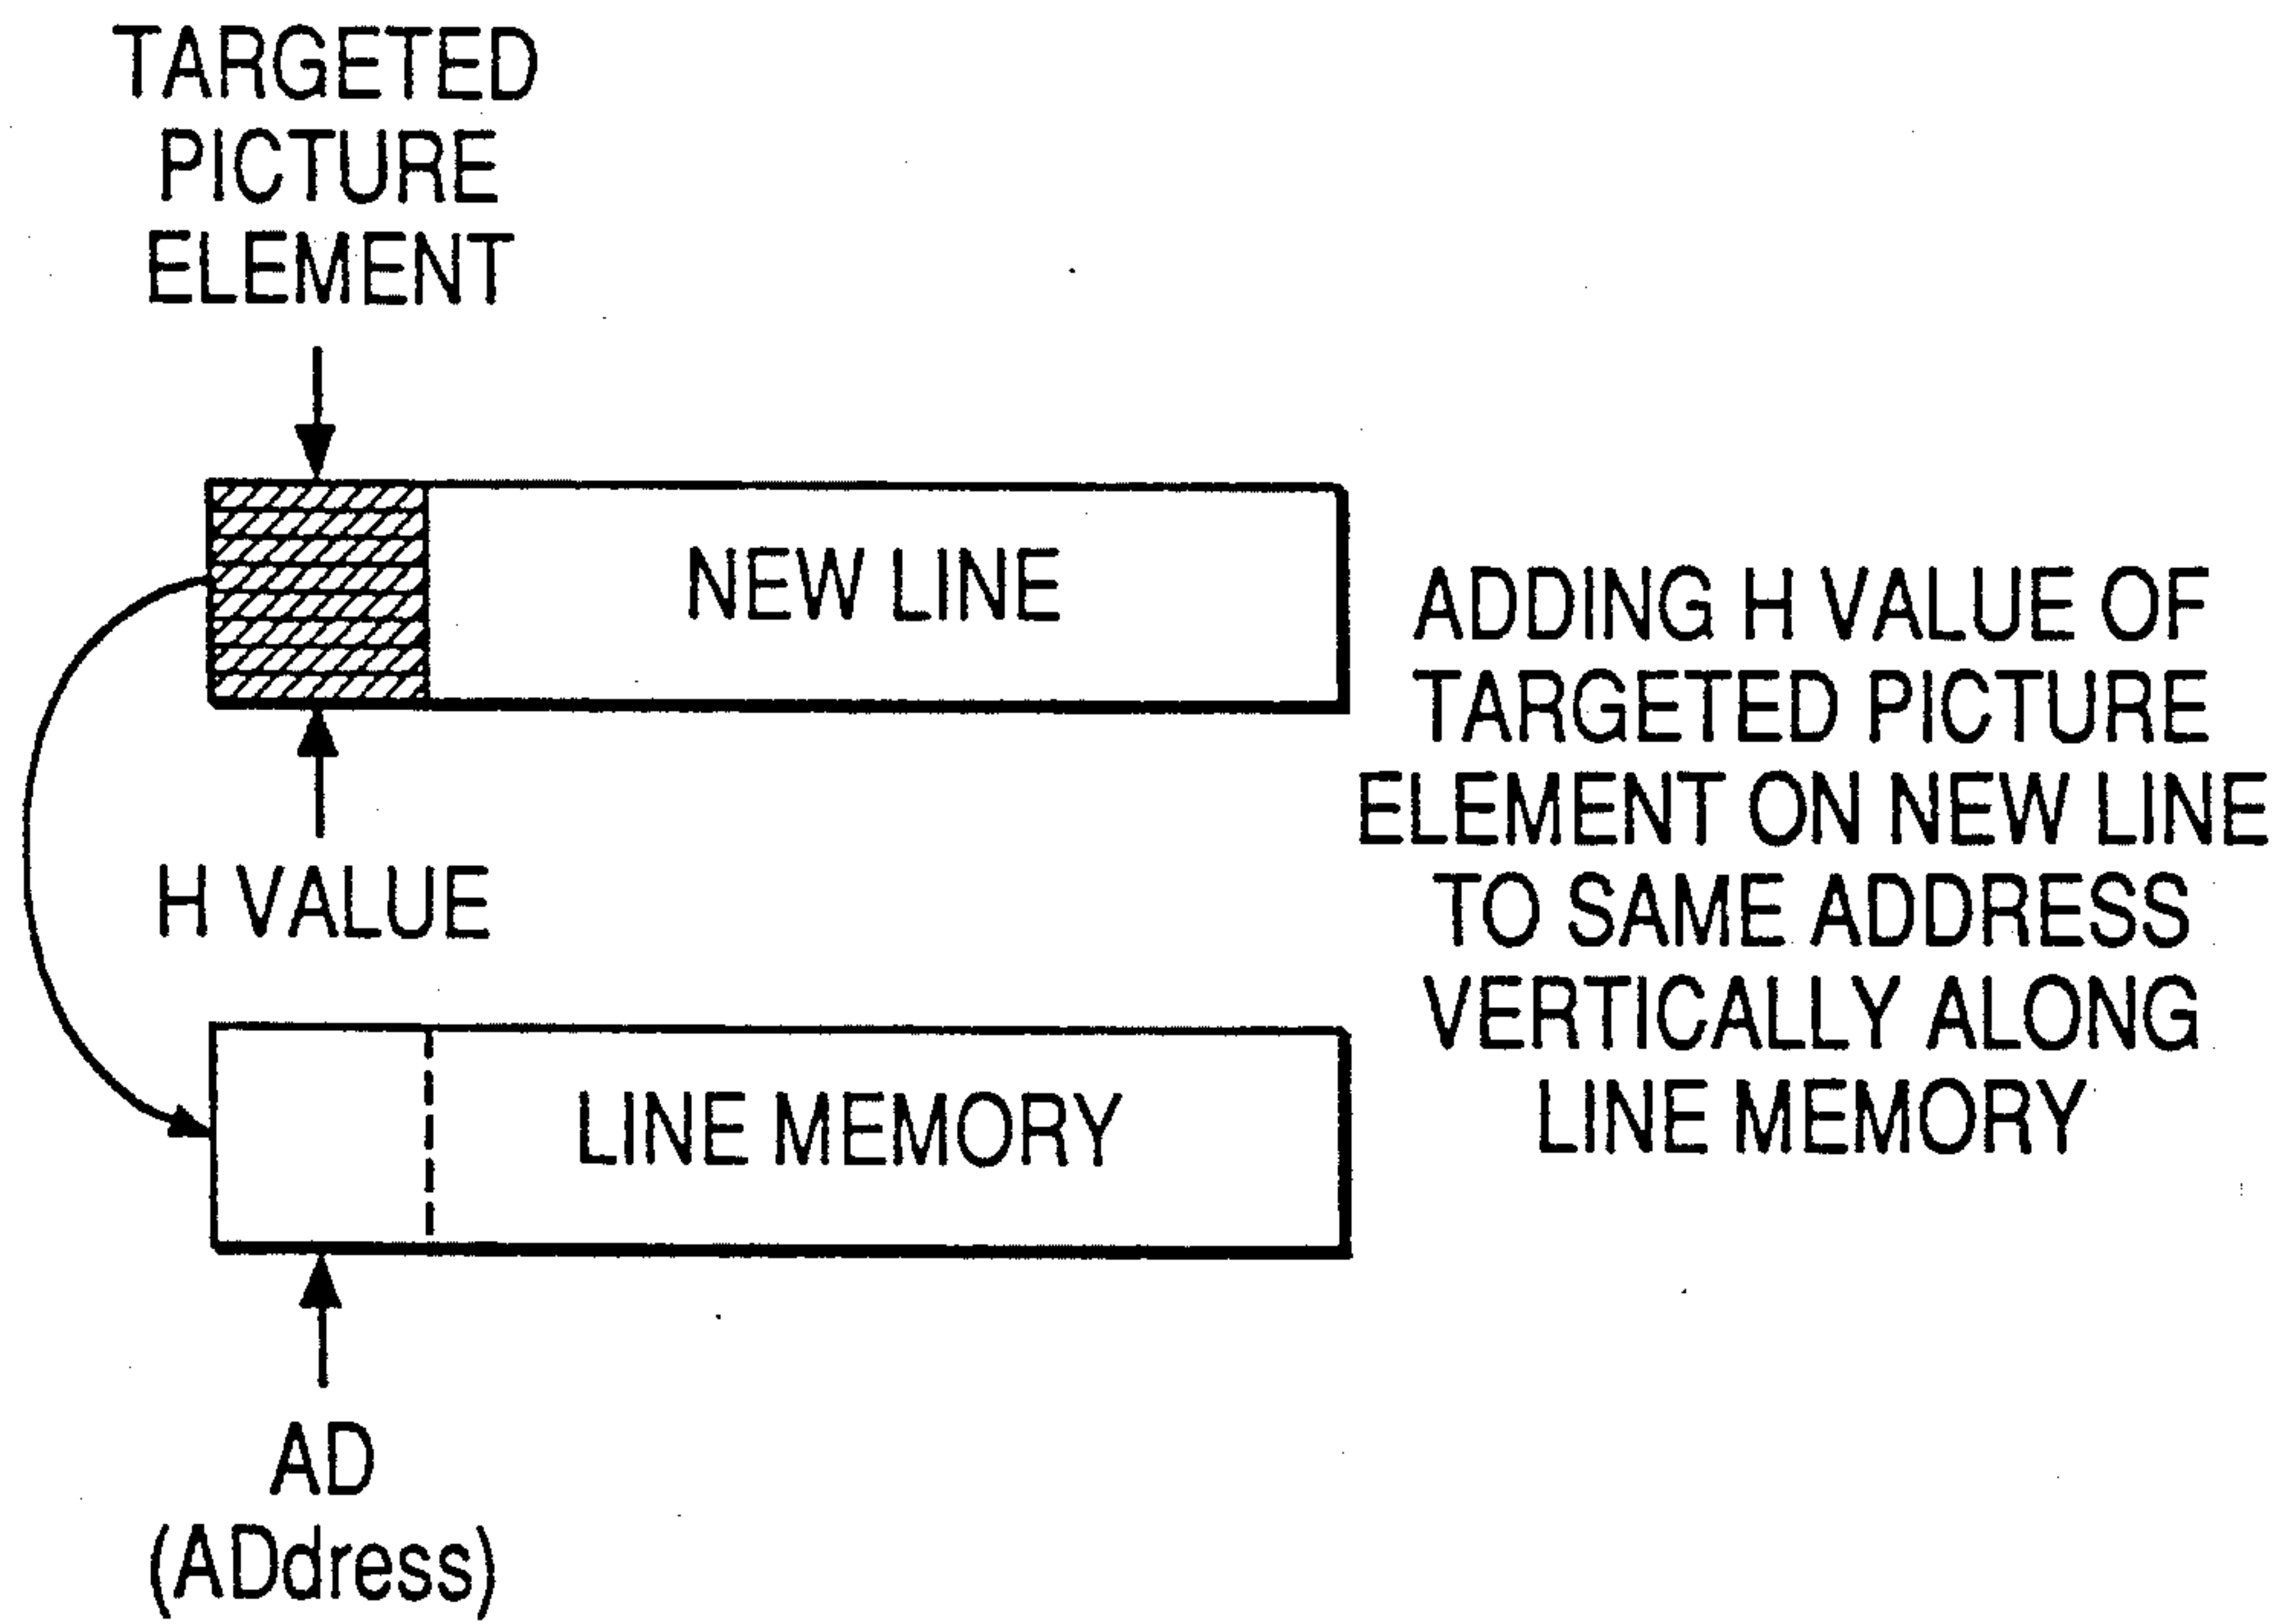 TARGETED
PICTURE
ELEMENT
NEW LINE
H VALUE
ADDING H VALUE OF
TARGETED PICTURE
ELEMENT ON NEW LINE
TO SAME ADDRESS
VERTICALLY ALONG
LINE MEMORY
LINE MEMORY
AD
(ADdress)